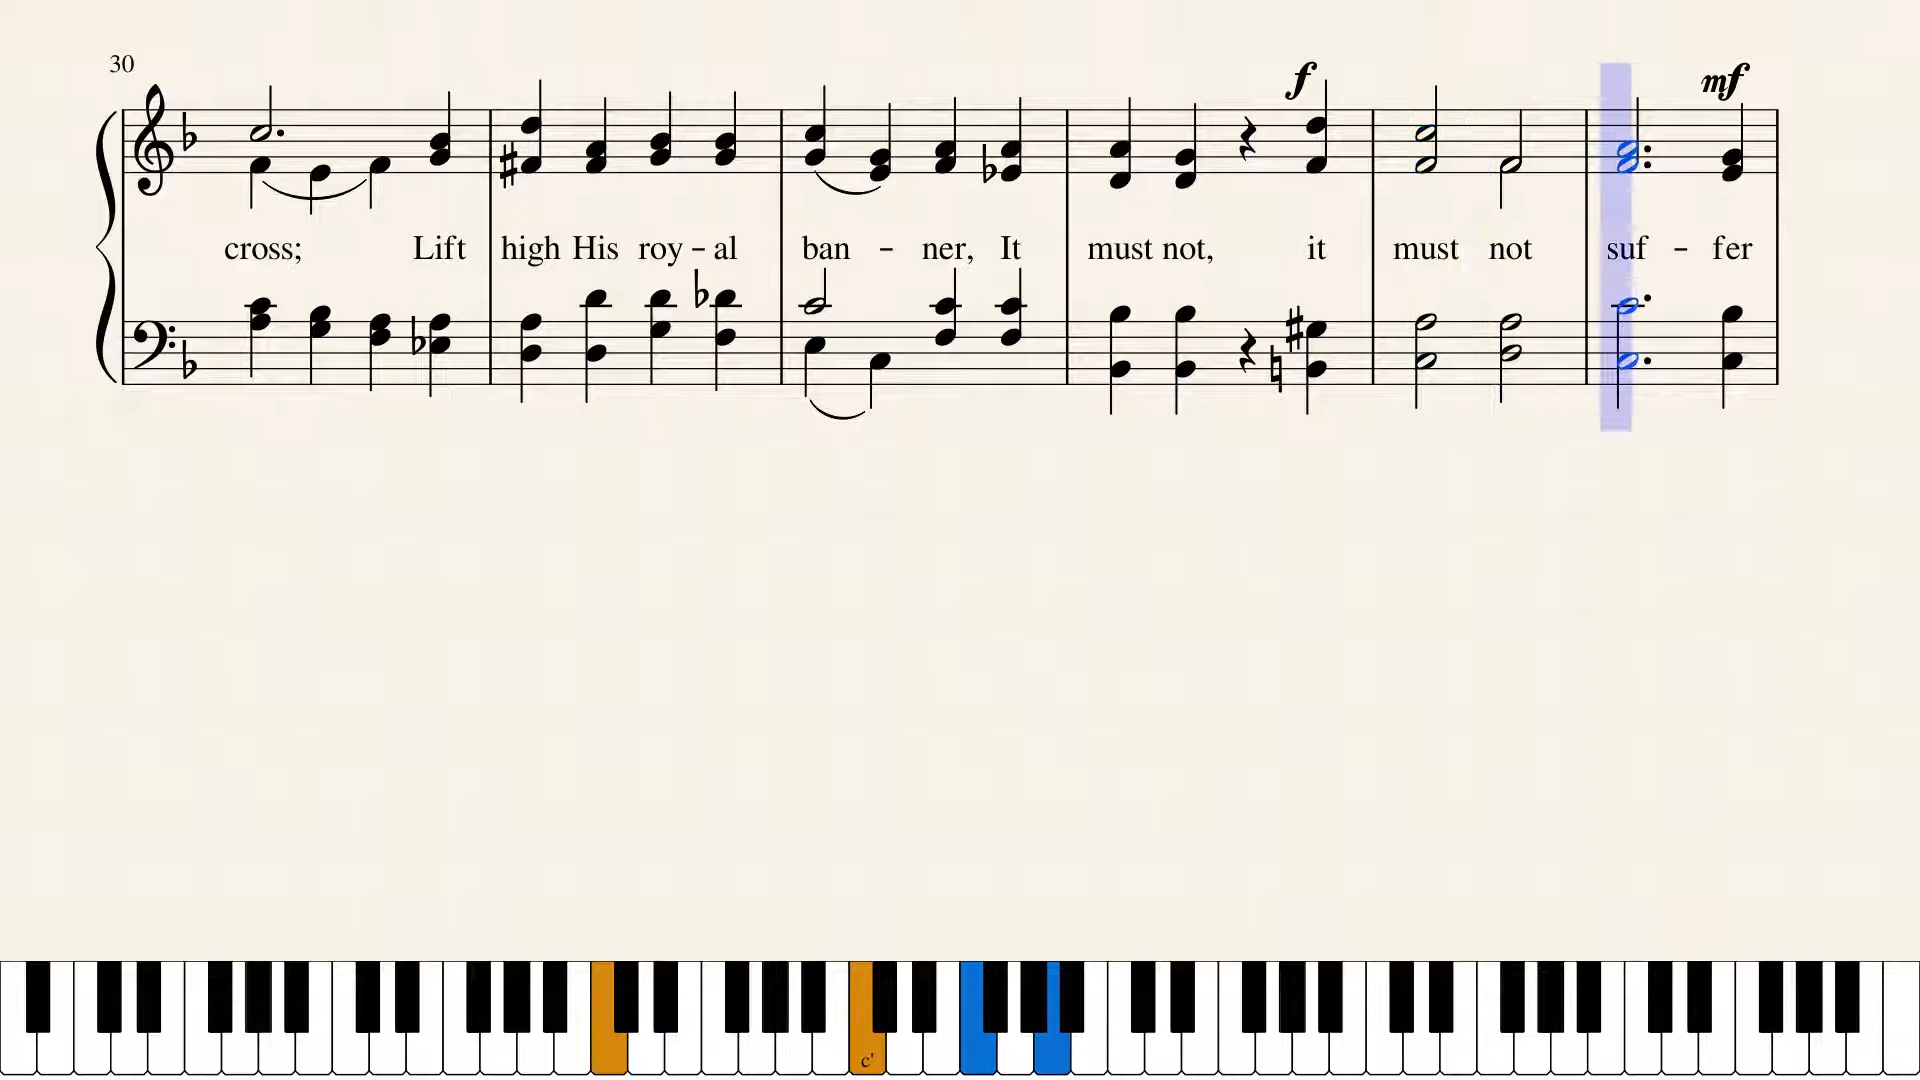 30
f
mf
cross; Lift high His roy - al ban - ner, It must not, it must not suf - fer
c'